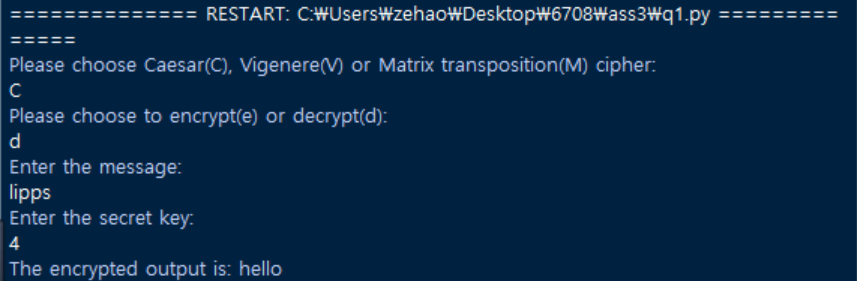 ============== RESTART: C:₩Users₩zehao₩Desktop₩6708₩ass3₩q1.py =========
=====
Please choose Caesar(C), Vigenere(V) or Matrix transposition(M) cipher:
C
Please choose to encrypt(e) or decrypt(d):
d
Enter the message:
lipps
Enter the secret key:
4
The encrypted output is: hello